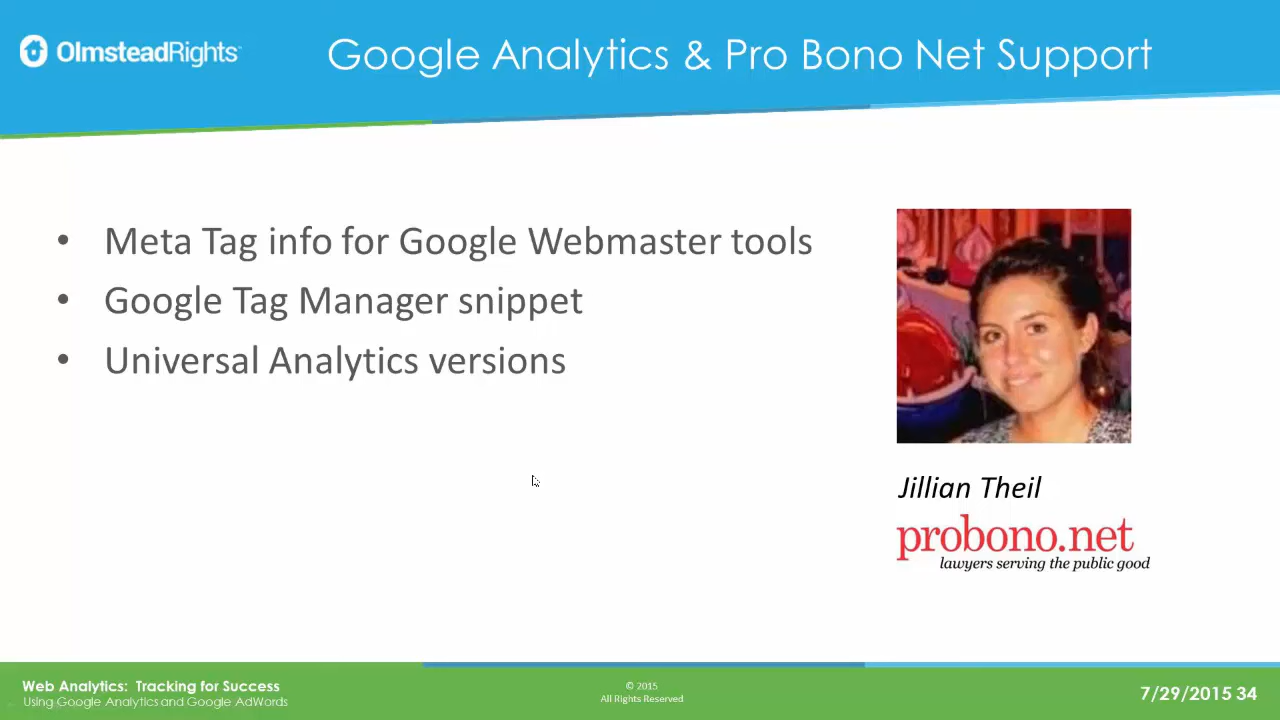 OlmsteadRights
Google Analytics & Pro Bono Net Support
• Meta Tag info for Google Webmaster tools
• Google Tag Manager snippet
• Universal Analytics versions
Jillian Theil
probono.net
lawyers serving the public good
Web Analytics: Tracking for Success
Using Google Analytics and Google AdWords
© 2015
All Rights Reserved
7/29/2015 34